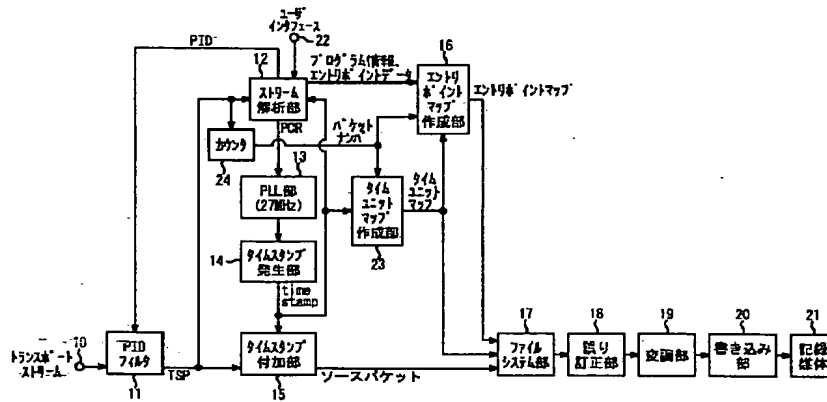 ユーザ
インタフェース
22
PID
12
プログラム情報、
エントリポイントデータ
16
ストリーム
解析部
エントリ
ポイント
マップ
作成部
エントリポイントマップ
PCR
パケット
ナンバ
カウンタ
24
13
PLL部
(27MHz)
タイム
ユニット
マップ
作成部
タイム
ユニット
マップ
23
14
タイムスタンプ
発生部
time
stamp
10
トランスポート
ストリーム
PID
フィルタ
11
TSP
タイムスタンプ
付加部
15
ソースパケット
17
ファイル
システム部
18
誤り
訂正部
19
変調部
20
書き込み
部
21
記録
媒体